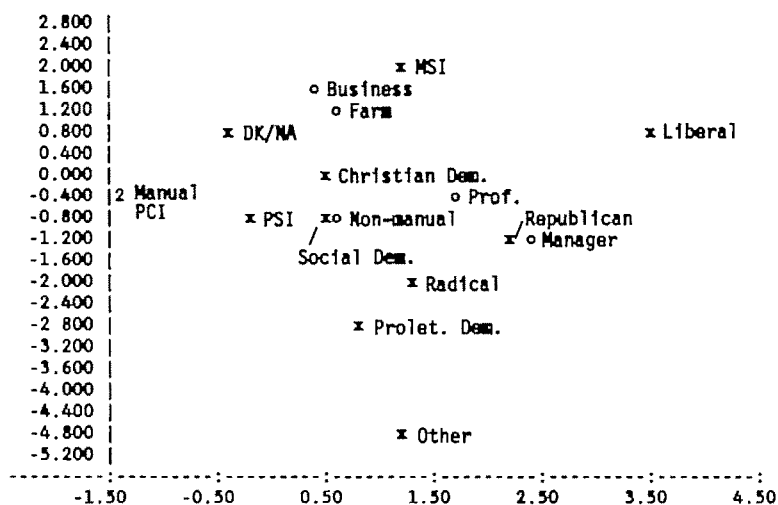 2.800
2.400
2.000 x MSI
1.600 o Business
1.200 o Farm
0.800 x DK/NA x Liberal
0.400
0.000 x Christian Dem.
-0.400 2 Manual o Prof.
-0.800 PCI x PSI x o Non-manual Republican
-1.200 x o Manager
-1.600 Social Dem.
-2.000 x Radical
-2.400
-2 800 x Prolet. Dem.
-3.200
-3.600
-4.000
-4.400
-4.800 x Other
-5.200
-1.50 -0.50 0.50 1.50 2.50 3.50 4.50